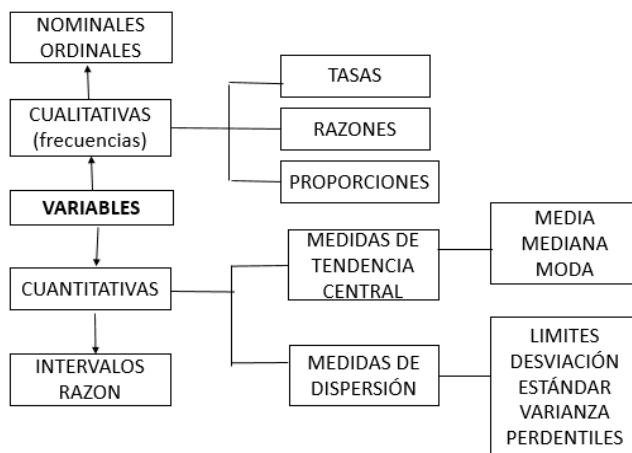 NOMINALES
ORDINALES
CUALITATIVAS
(frecuencias)
TASAS
RAZONES
PROPORCIONES
VARIABLES
CUANTITATIVAS
MEDIDAS DE
TENDENCIA
CENTRAL
MEDIA
MEDIANA
MODA
INTERVALOS
RAZON
MEDIDAS DE
DISPERSIÓN
LIMITES
DESVIACIÓN
ESTÁNDAR
VARIANZA
PERDENTILES